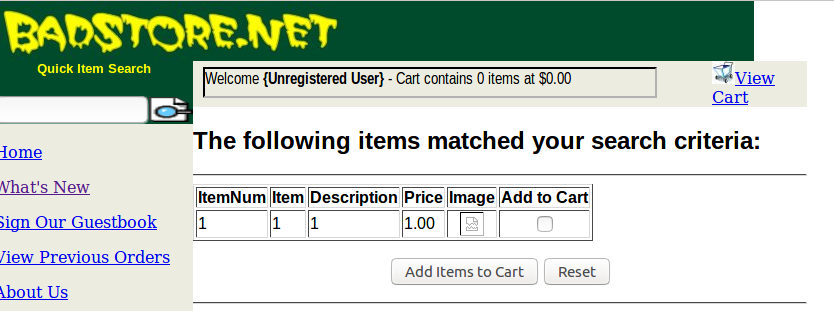 BADSTORE.NET
Quick Item Search
Welcome {Unregistered User} - Cart contains 0 items at $0.00
View
Cart
Home
What's New
Sign Our Guestbook
View Previous Orders
About Us
The following items matched your search criteria:
ItemNum Item Description Price Image Add to Cart
1 1 1 1.00
Add Items to Cart Reset